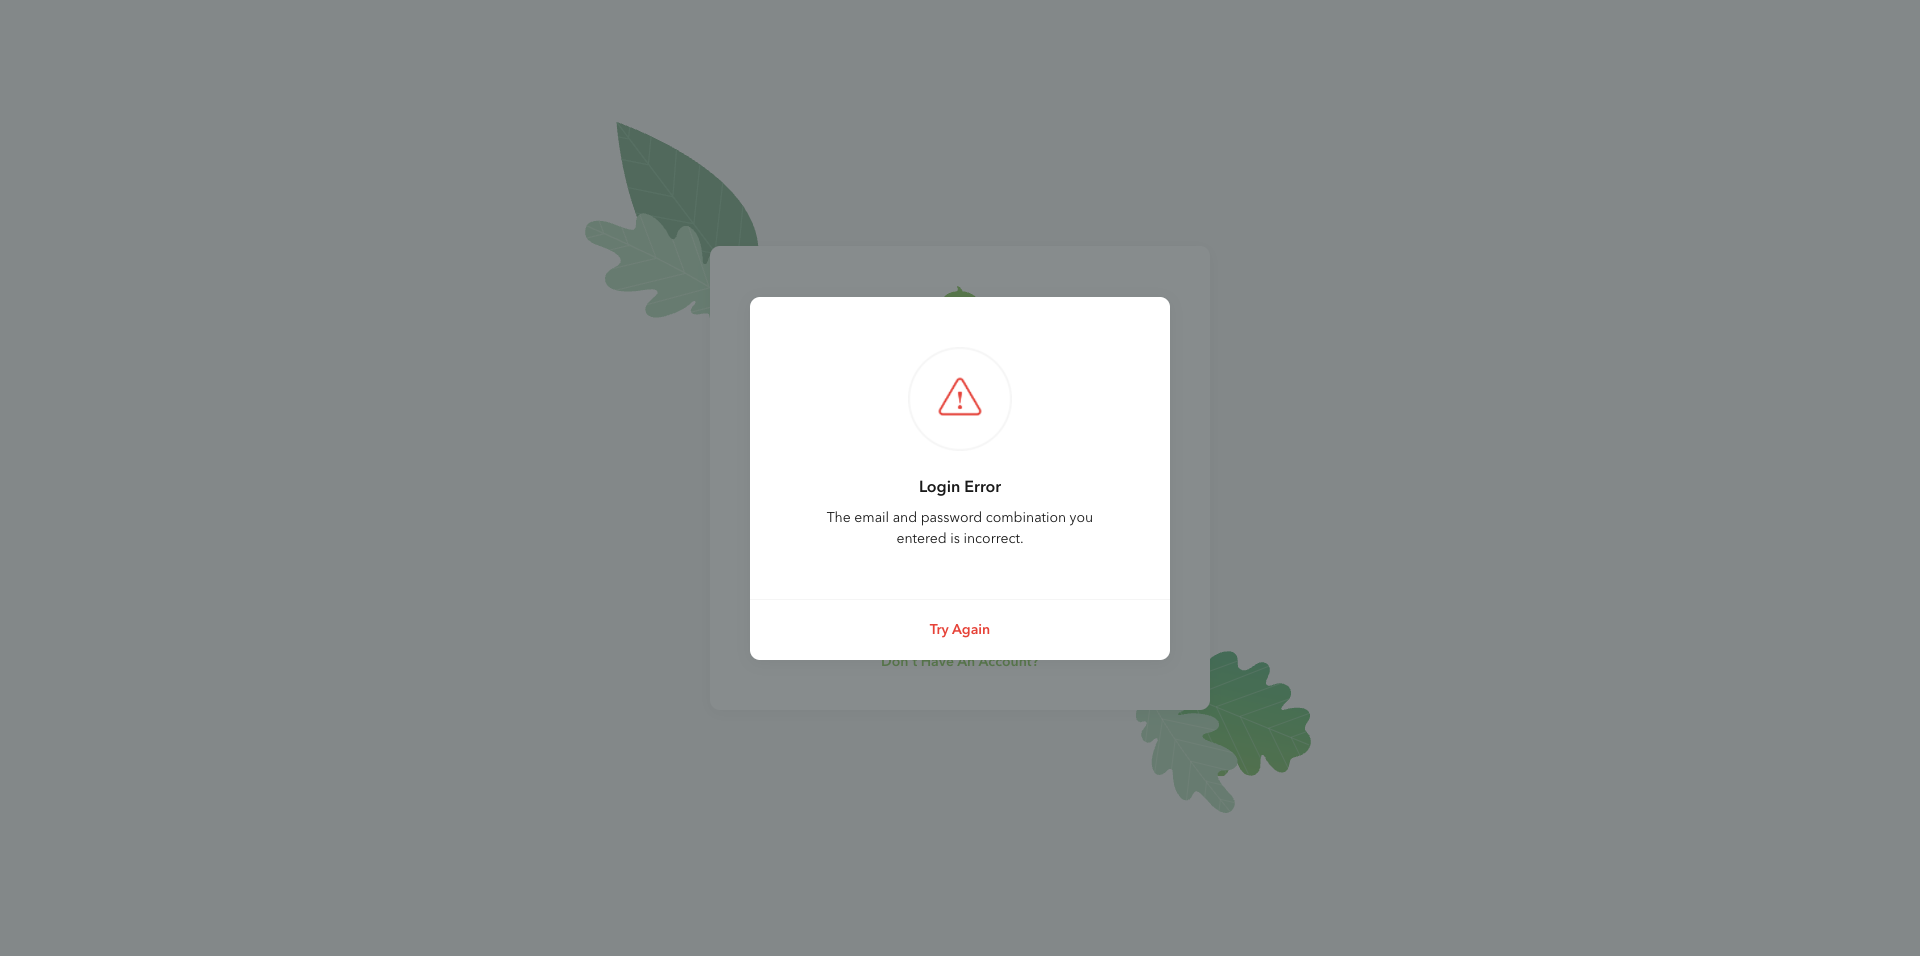 Login Error
The email and password combination you
entered is incorrect.
Try Again
Don't Have An Account?